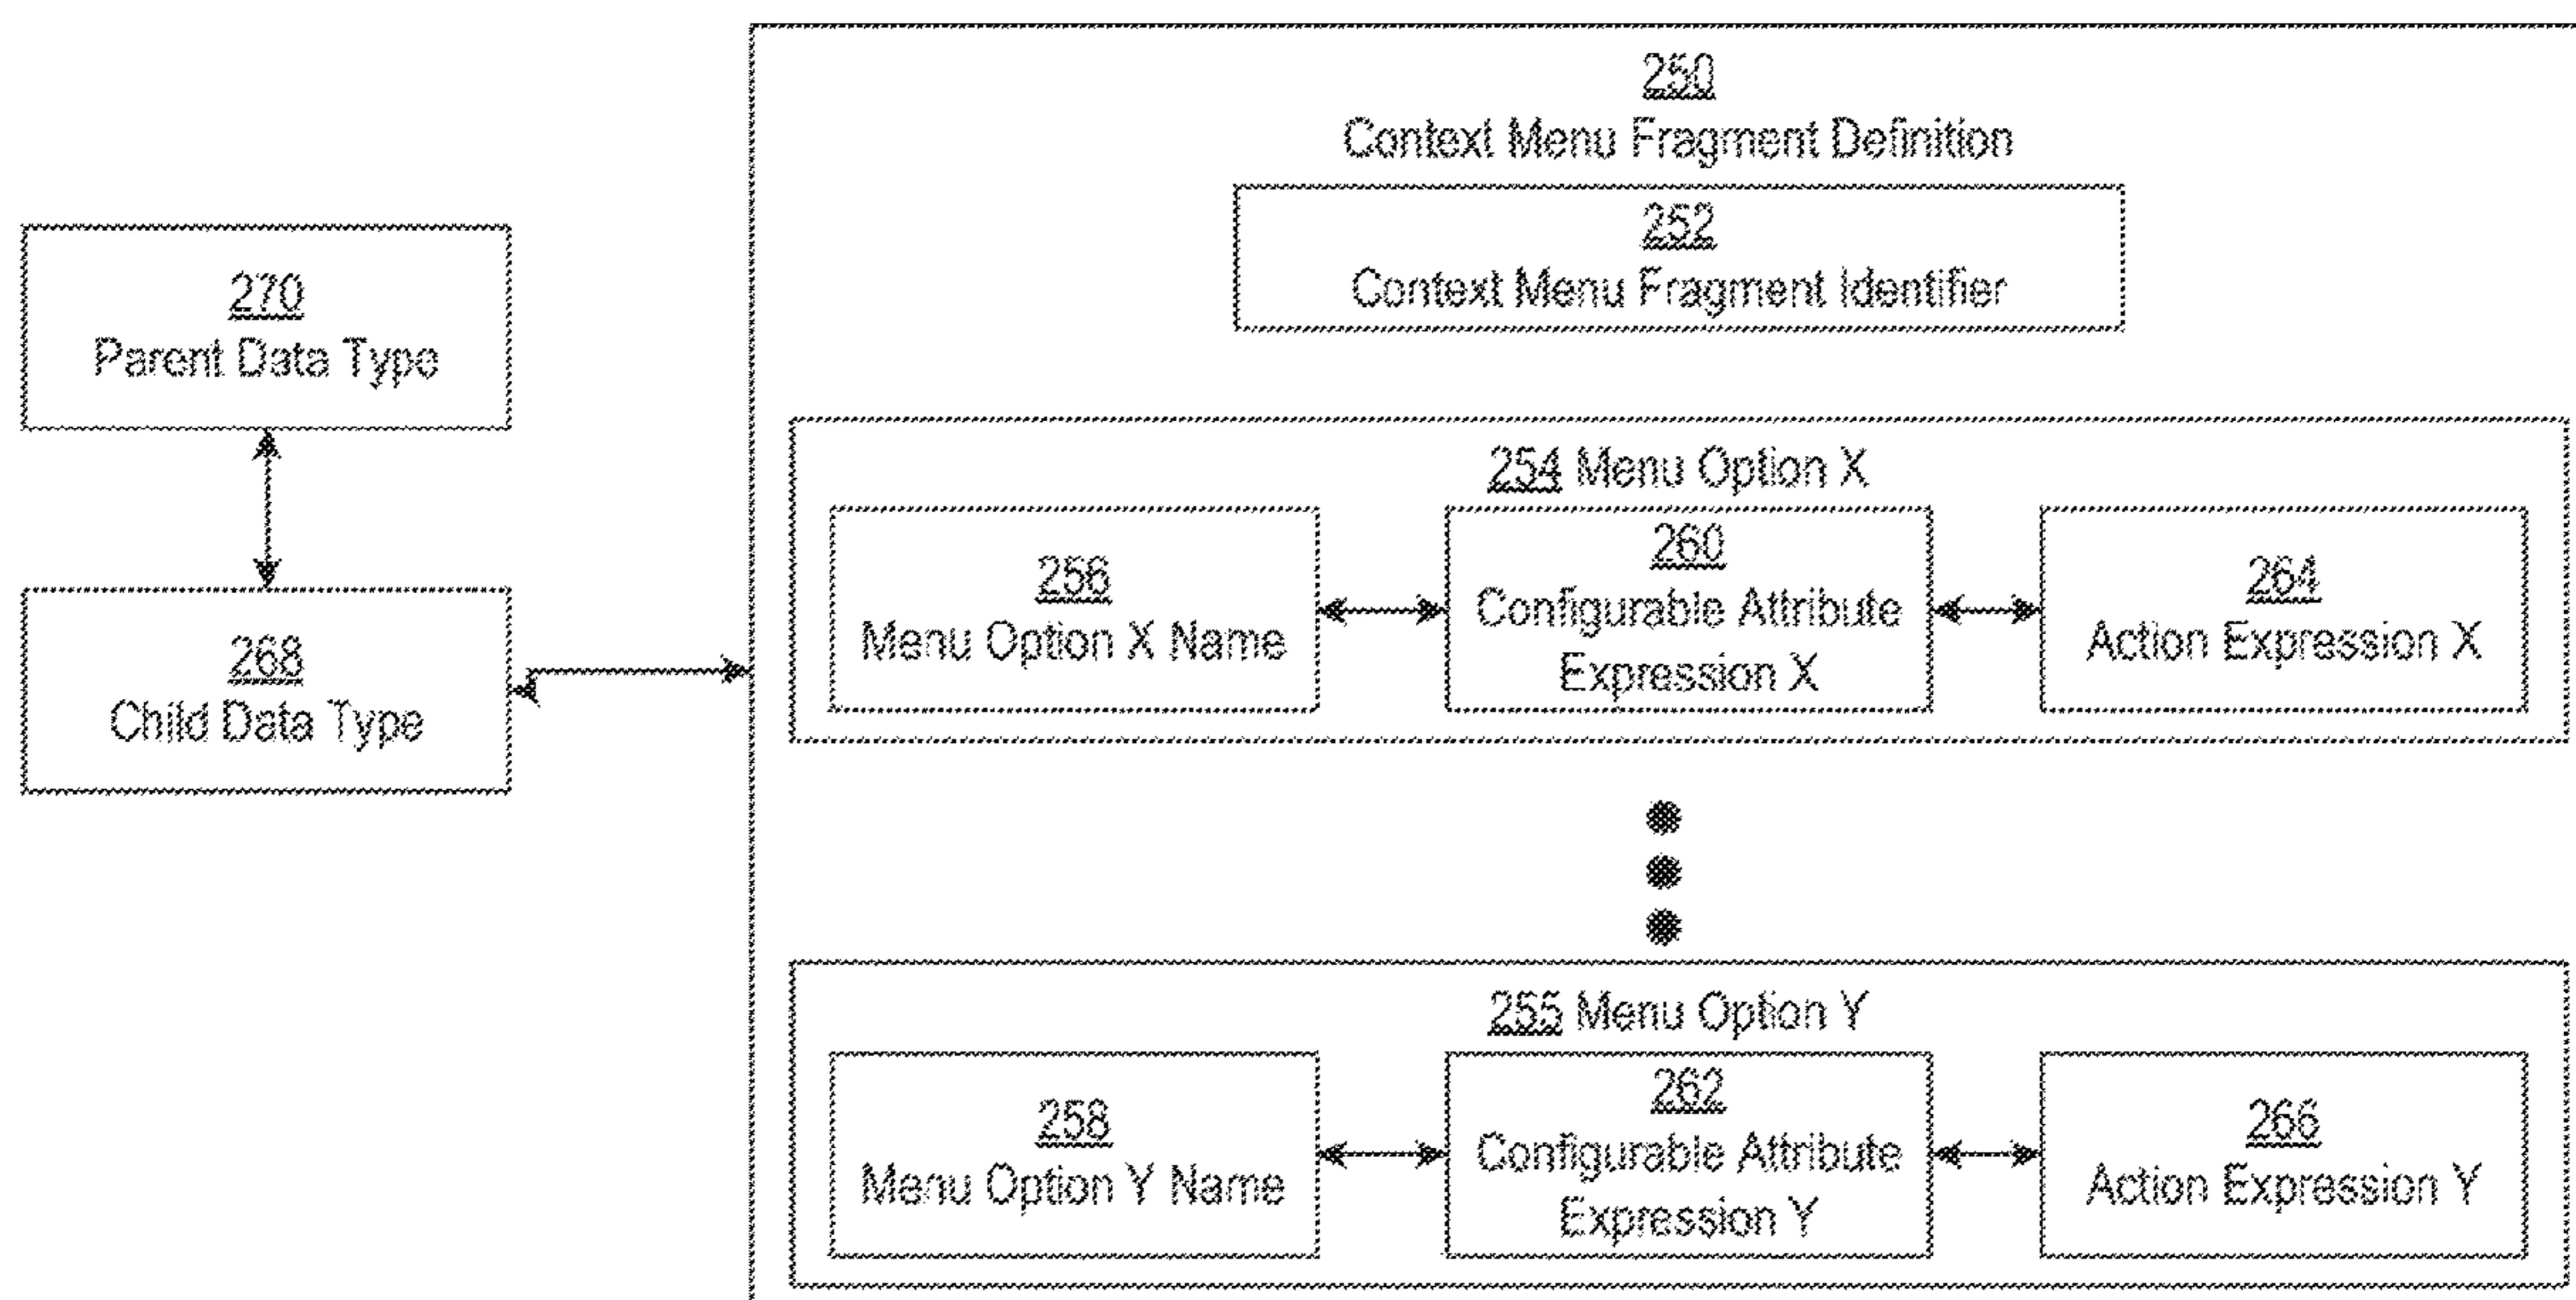 250
Context Menu Fragment Definition
252
Context Menu Fragment Identifier
270
Parent Data Type
268
Child Data Type
254 Menu Option X
256
Menu Option X Name
260
Configurable Attribute
Expression X
264
Action Expression X
255 Menu Option Y
258
Menu Option Y Name
262
Configurable Attribute
Expression Y
266
Action Expression Y